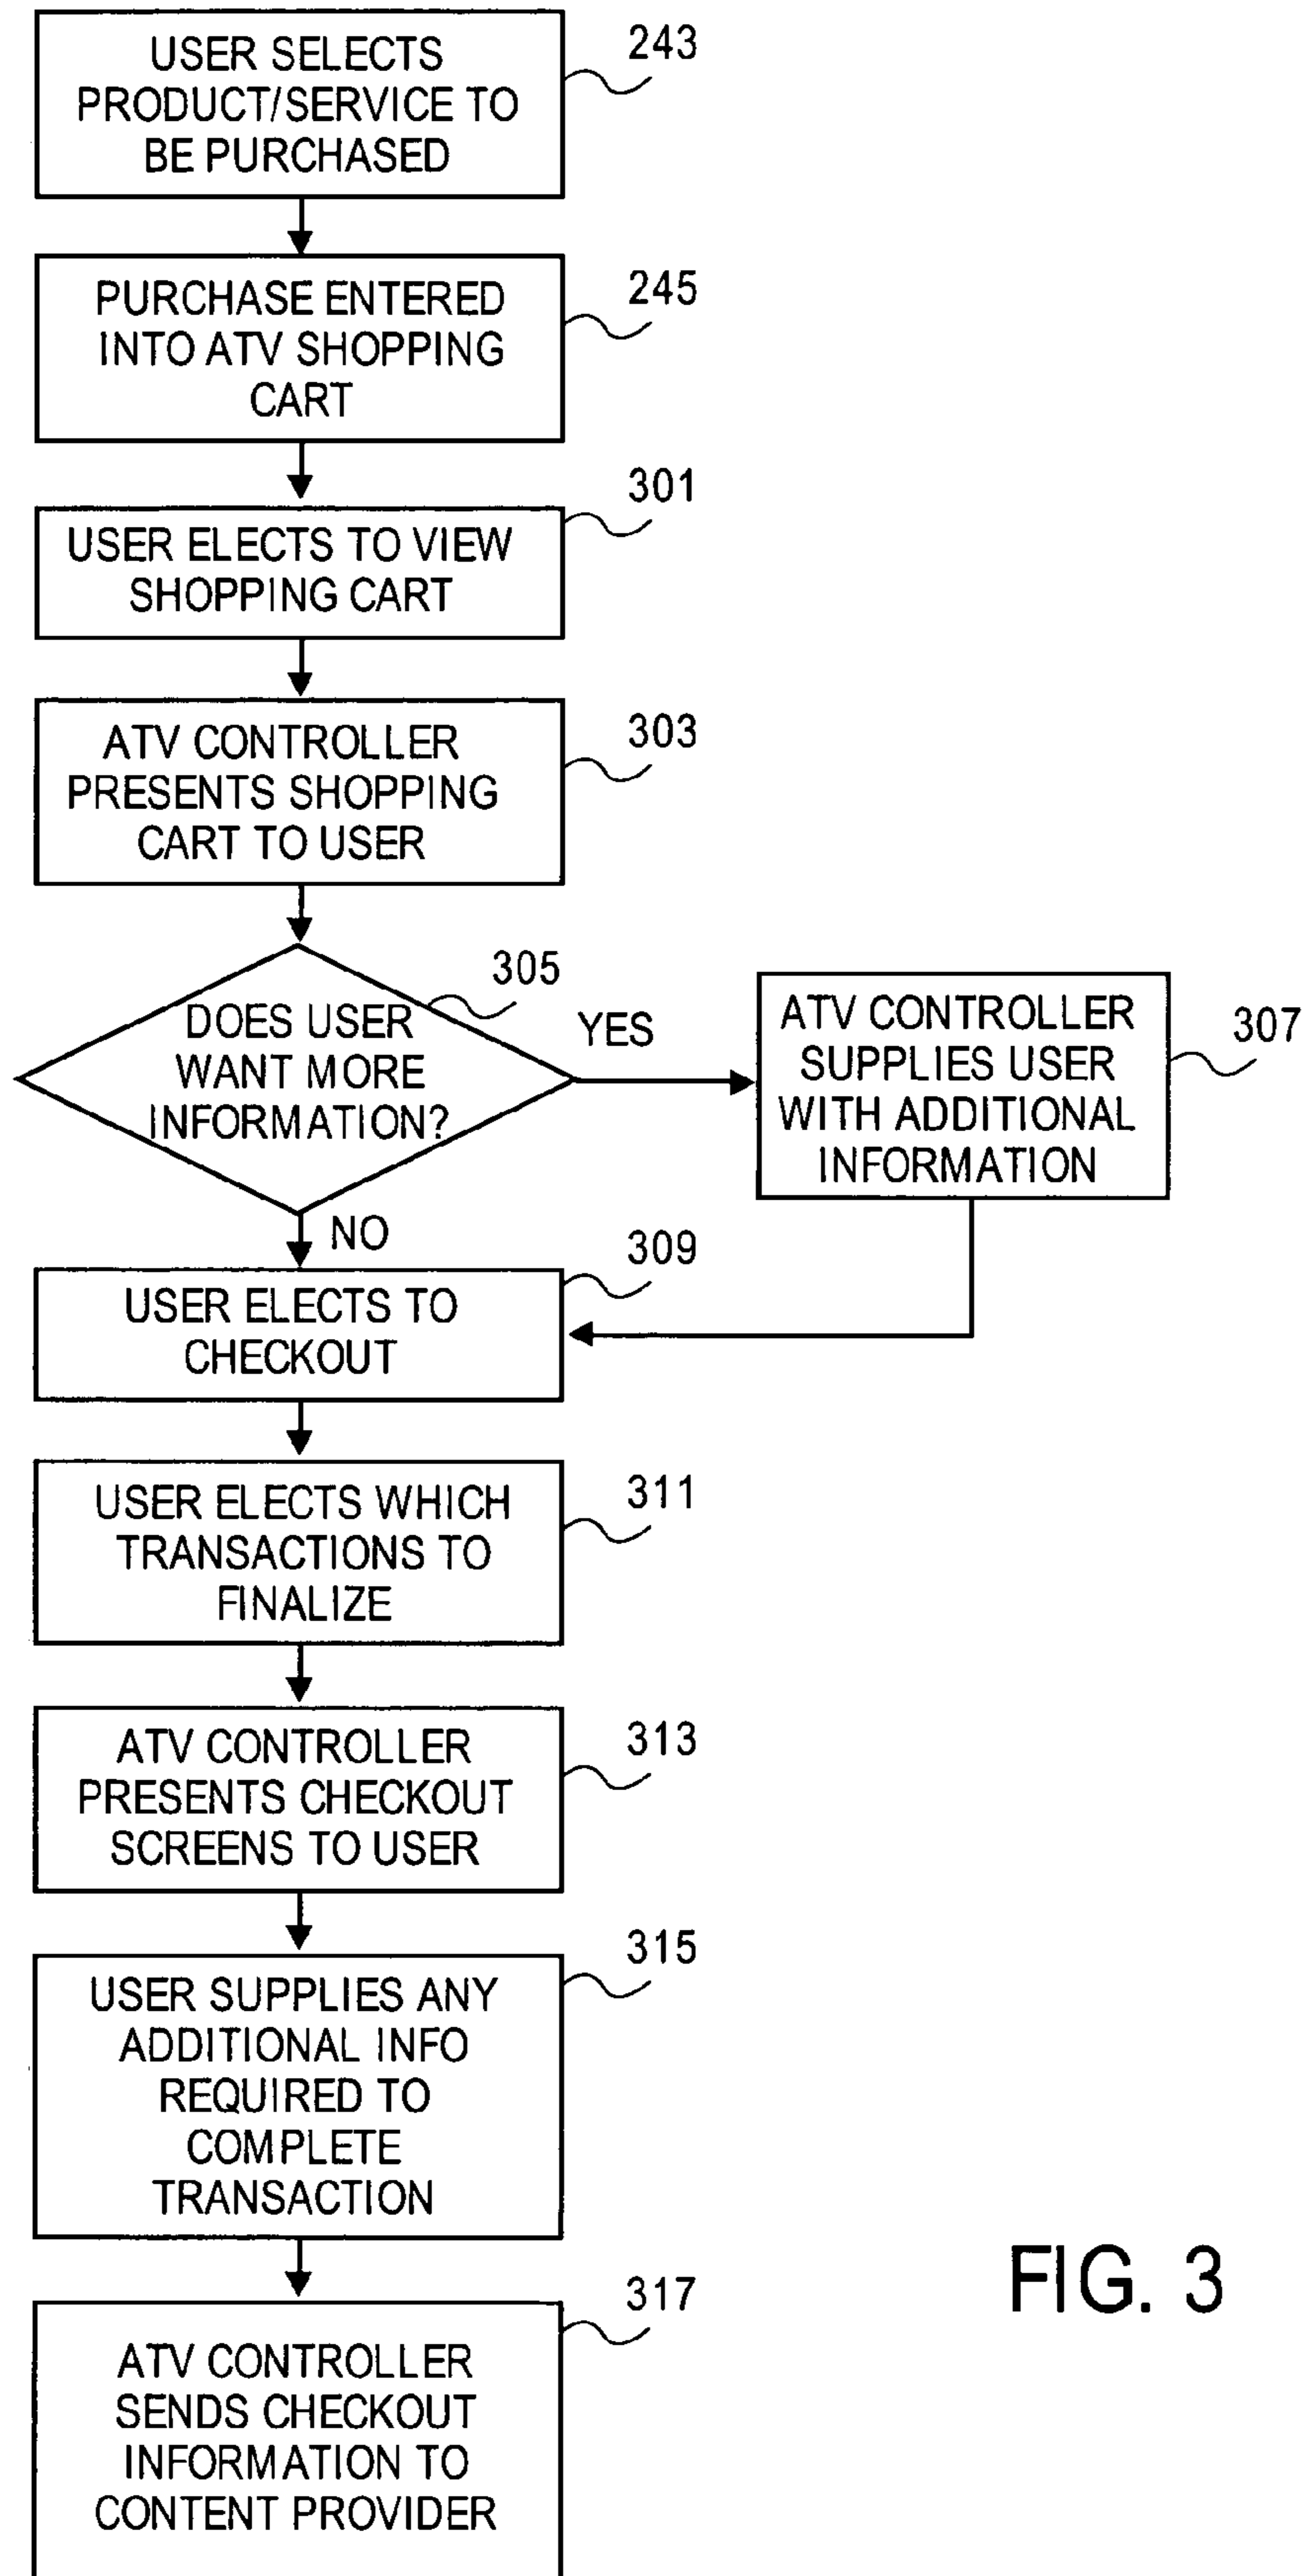 USER SELECTS
PRODUCT/SERVICE TO
BE PURCHASED
243
PURCHASE ENTERED
INTO ATV SHOPPING
CART
245
USER ELECTS TO VIEW
SHOPPING CART
301
ATV CONTROLLER
PRESENTS SHOPPING
CART TO USER
303
DOES USER
WANT MORE
INFORMATION?
305
YES
ATV CONTROLLER
SUPPLIES USER
WITH ADDITIONAL
INFORMATION
307
NO
USER ELECTS TO
CHECKOUT
309
USER ELECTS WHICH
TRANSACTIONS TO
FINALIZE
311
ATV CONTROLLER
PRESENTS CHECKOUT
SCREENS TO USER
313
USER SUPPLIES ANY
ADDITIONAL INFO
REQUIRED TO
COMPLETE
TRANSACTION
315
ATV CONTROLLER
SENDS CHECKOUT
INFORMATION TO
CONTENT PROVIDER
317
FIG. 3